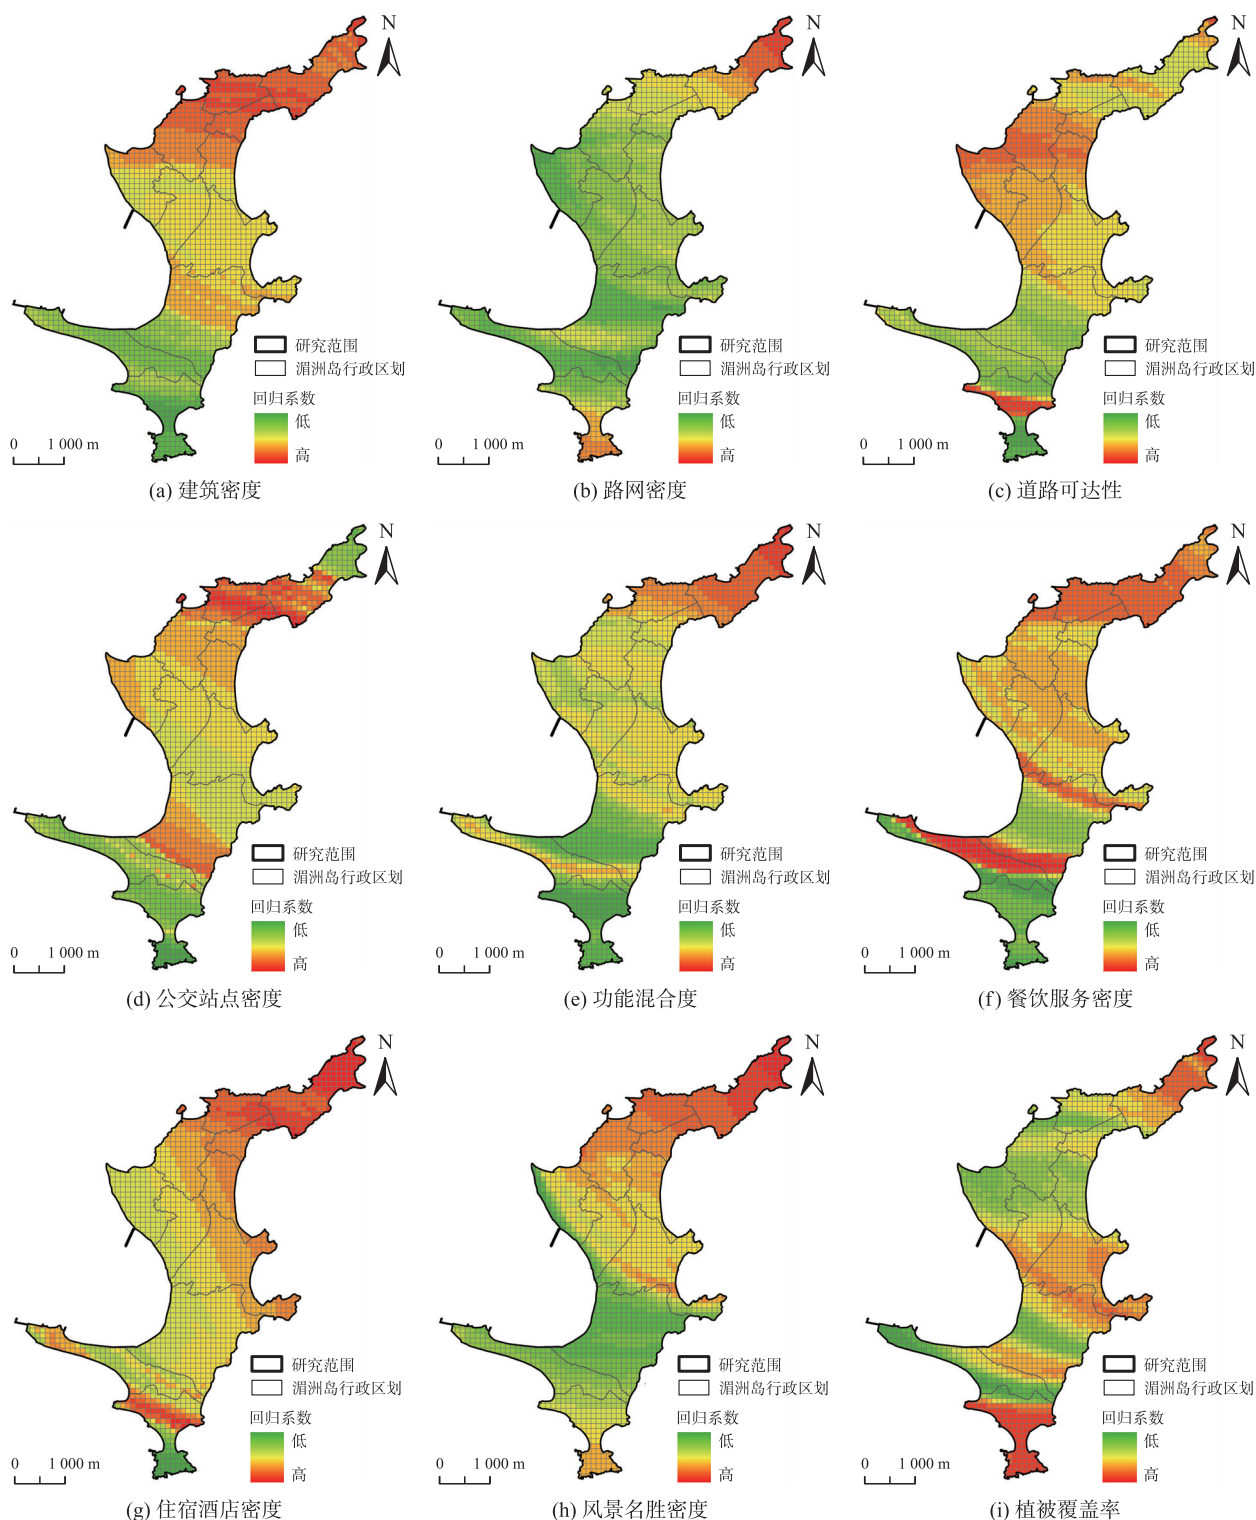 N
研究范围
湄洲岛行政区划
回归系数
低
高
0 1 000 m
(a) 建筑密度
N
研究范围
湄洲岛行政区划
回归系数
低
高
0 1 000 m
(b) 路网密度
N
研究范围
湄洲岛行政区划
回归系数
低
高
0 1 000 m
(c) 道路可达性
N
研究范围
湄洲岛行政区划
回归系数
低
高
0 1 000 m
(d) 公交站点密度
N
研究范围
湄洲岛行政区划
回归系数
低
高
0 1 000 m
(e) 功能混合度
N
研究范围
湄洲岛行政区划
回归系数
低
高
0 1 000 m
(f) 餐饮服务密度
N
研究范围
湄洲岛行政区划
回归系数
低
高
0 1 000 m
(g) 住宿酒店密度
N
研究范围
湄洲岛行政区划
回归系数
低
高
0 1 000 m
(h) 风景名胜密度
N
研究范围
湄洲岛行政区划
回归系数
低
高
0 1 000 m
(i) 植被覆盖率